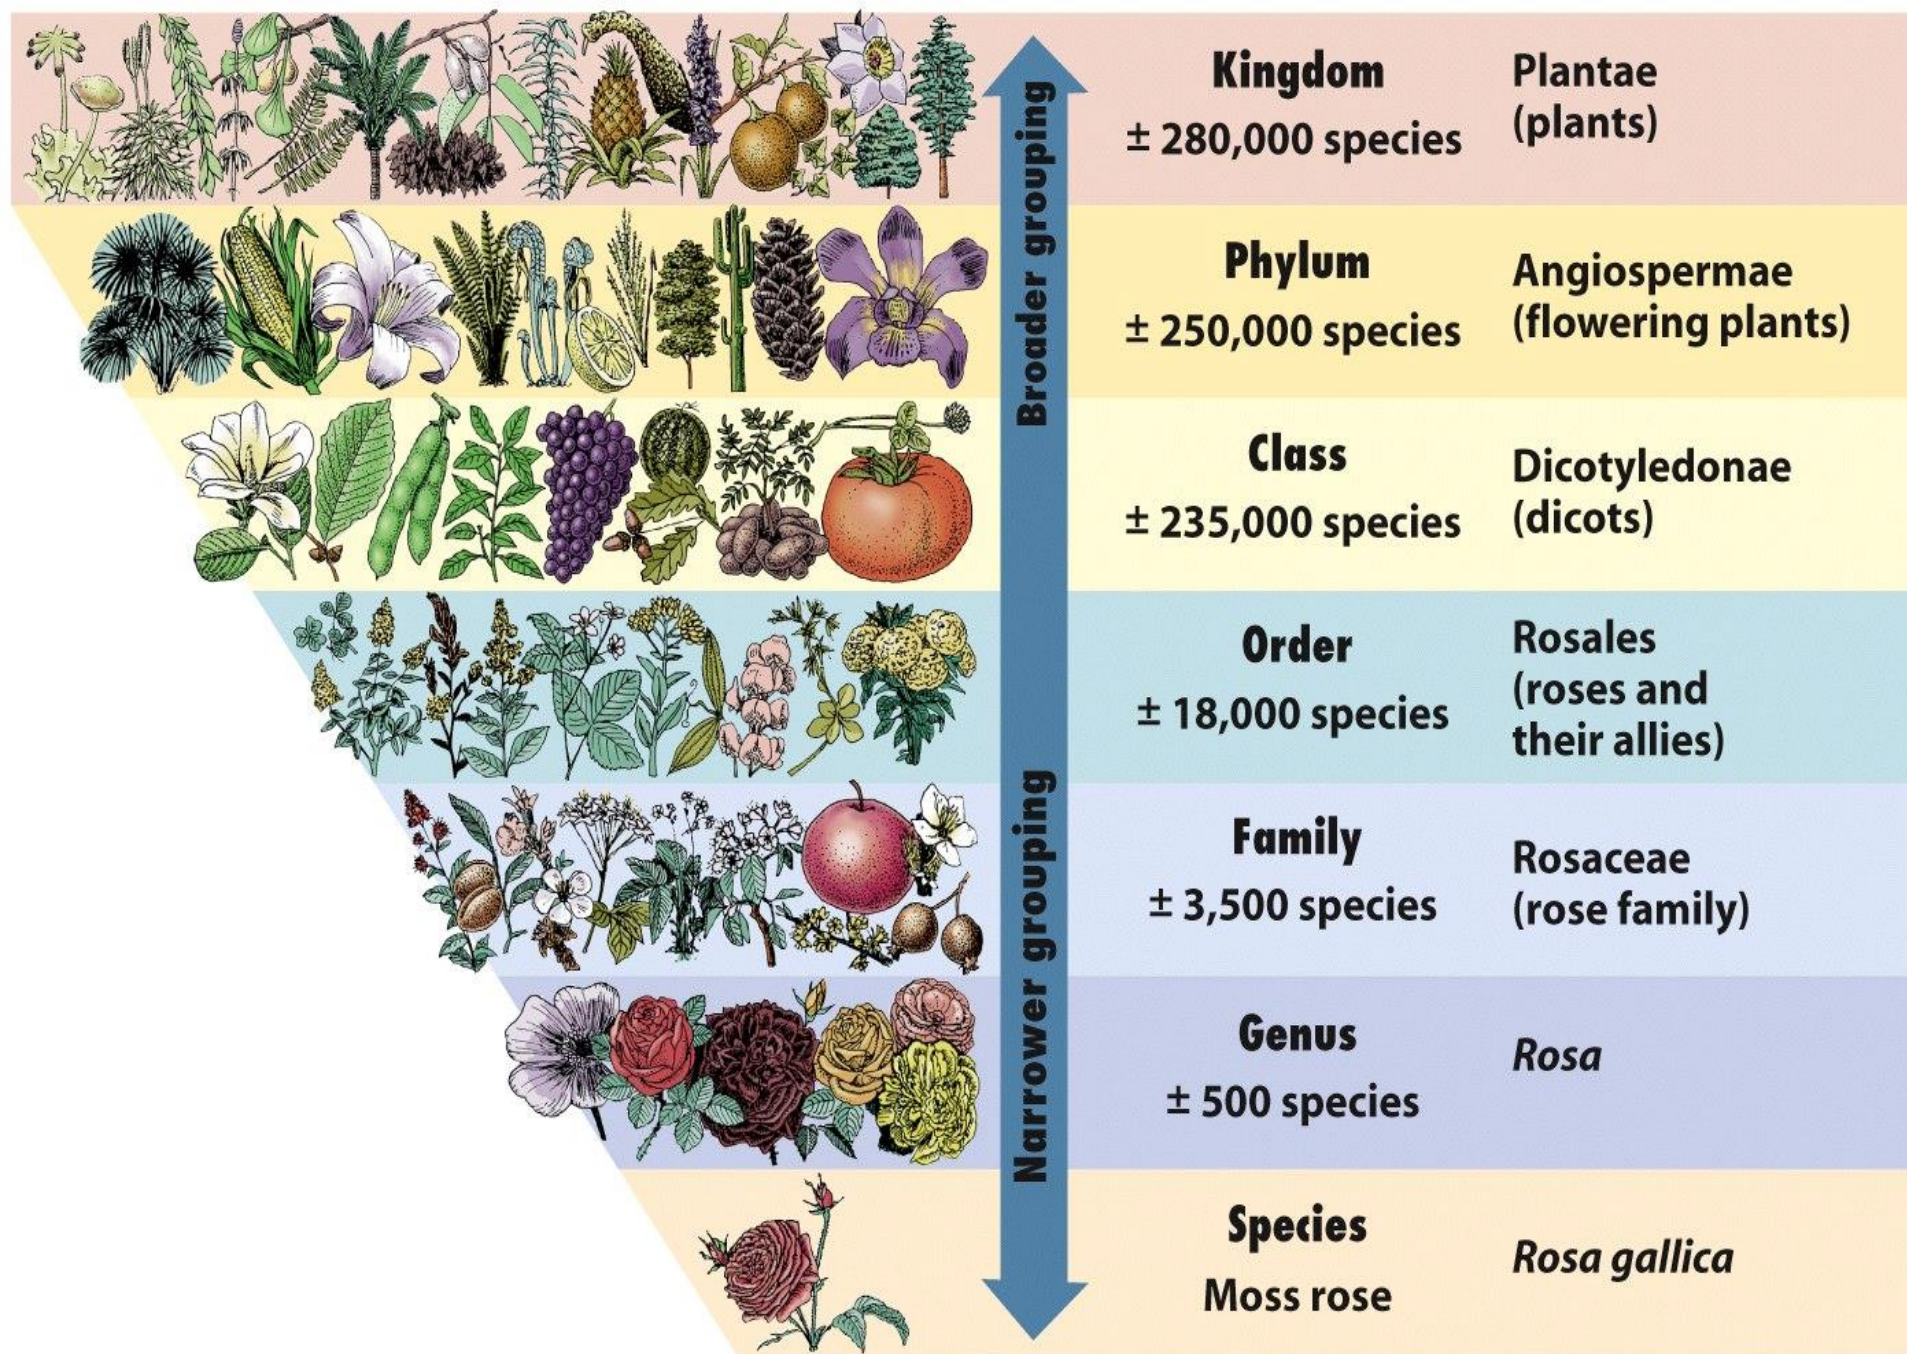 Kingdom
± 280,000 species
Plantae
(plants)
Broader grouping
Phylum
± 250,000 species
Angiospermae
(flowering plants)
Class
± 235,000 species
Dicotyledonae
(dicots)
Order
± 18,000 species
Rosales
(roses and
their allies)
Narrower grouping
Family
± 3,500 species
Rosaceae
(rose family)
Genus
± 500 species
Rosa
Species
Moss rose
Rosa gallica